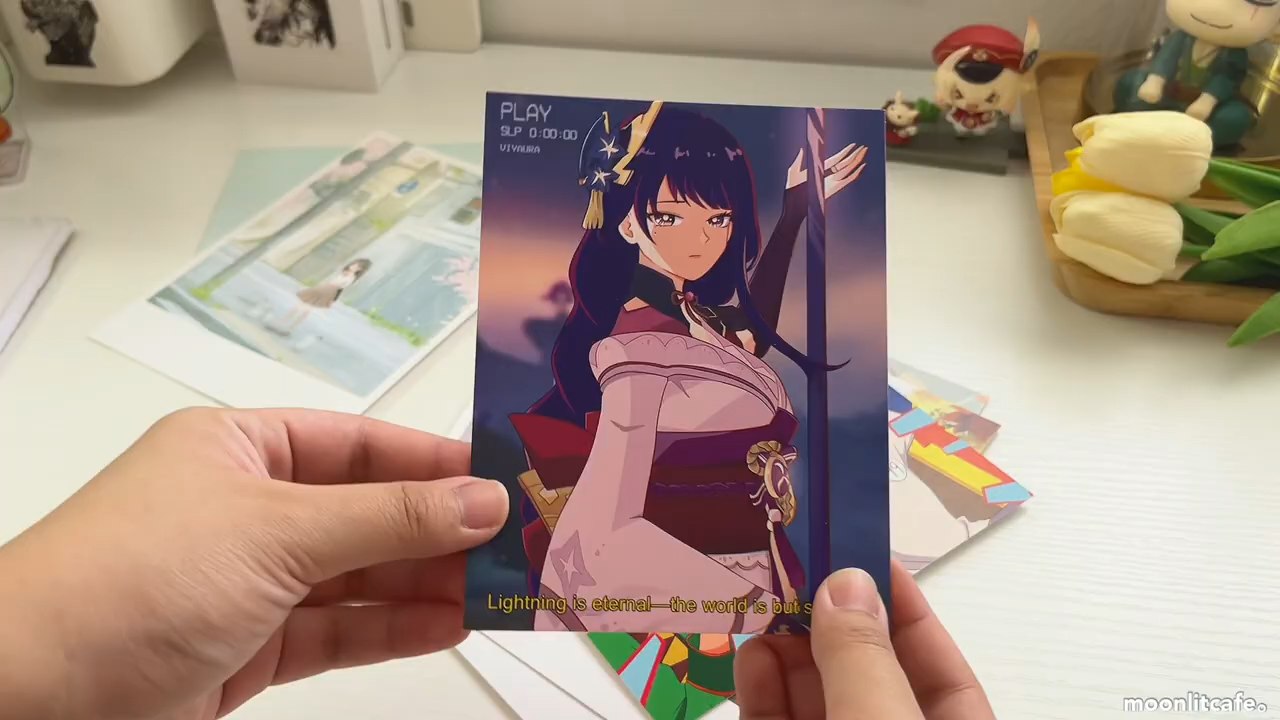 PLAY
SLP 0:00:00
VIYAURA
Lightning is eternal—the world is but s
moonlitcafe.